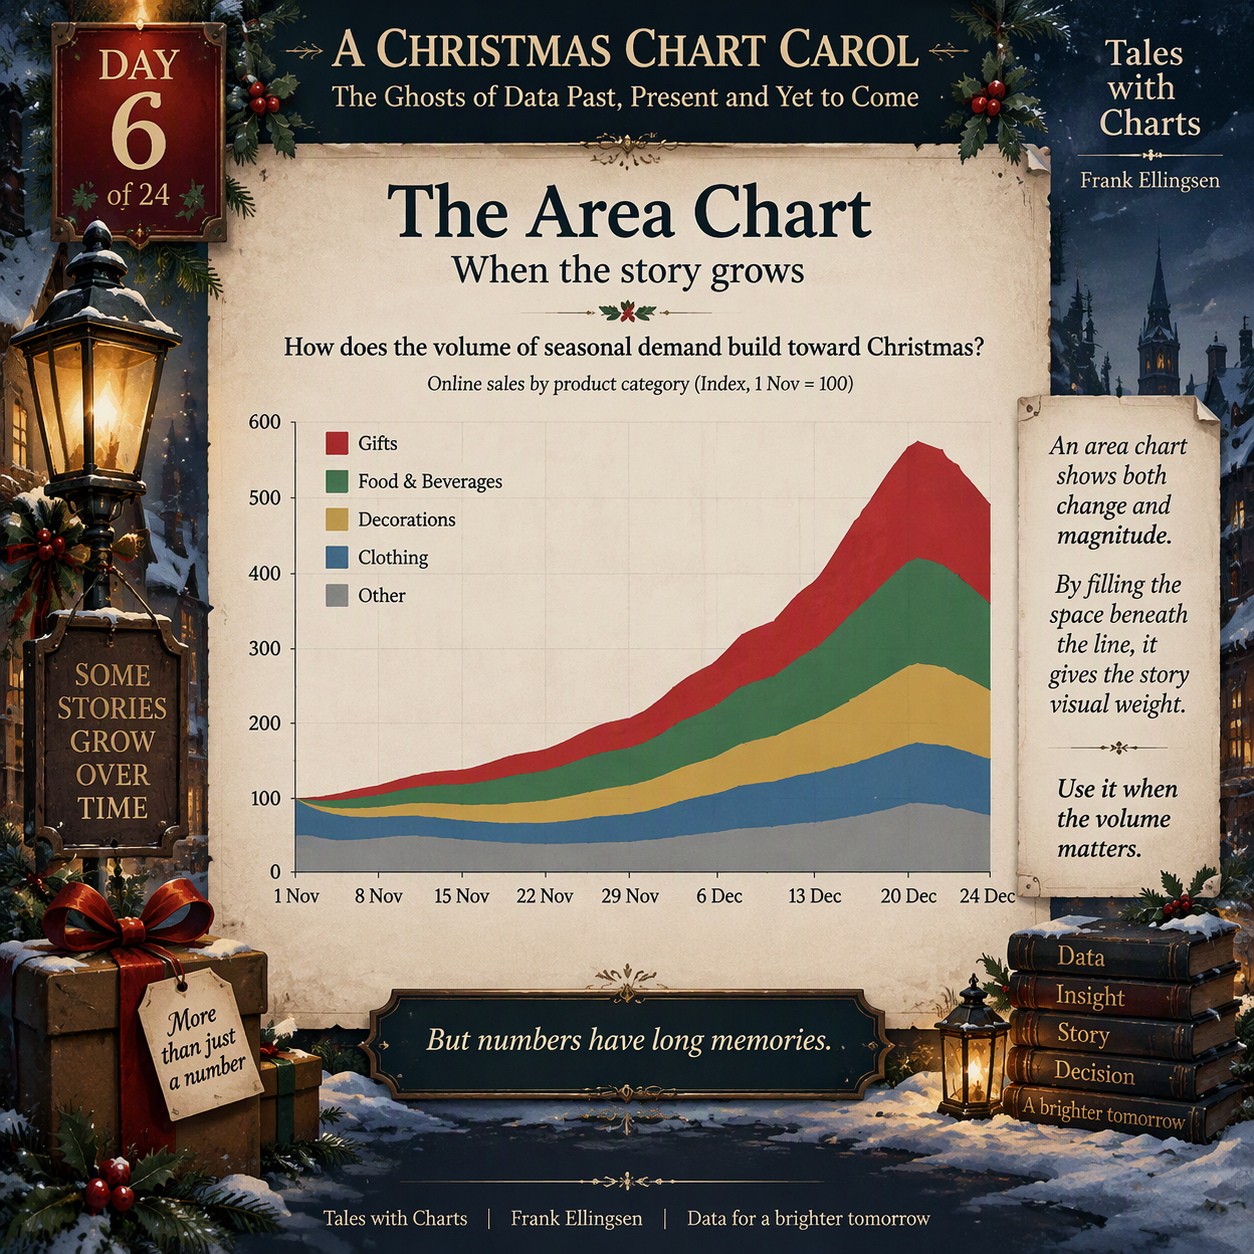 DAY
6
of 24
A CHRISTMAS CHART CAROL
The Ghosts of Data Past, Present and Yet to Come
Tales
with
Charts
Frank Ellingsen
The Area Chart
When the story grows
How does the volume of seasonal demand build toward Christmas?
Online sales by product category (Index, 1 Nov = 100)
600
500
400
300
200
100
0
Gifts
Food & Beverages
Decorations
Clothing
Other
1 Nov
8 Nov
15 Nov
22 Nov
29 Nov
6 Dec
13 Dec
20 Dec
24 Dec
An area chart
shows both
change and
magnitude.
By filling the
space beneath
the line, it
gives the story
visual weight.
Use it when
the volume
matters.
SOME
STORIES
GROW
OVER
TIME
More
than just
a number
But numbers have long memories.
Data
Insight
Story
Decision
A brighter tomorrow
Tales with Charts | Frank Ellingsen | Data for a brighter tomorrow